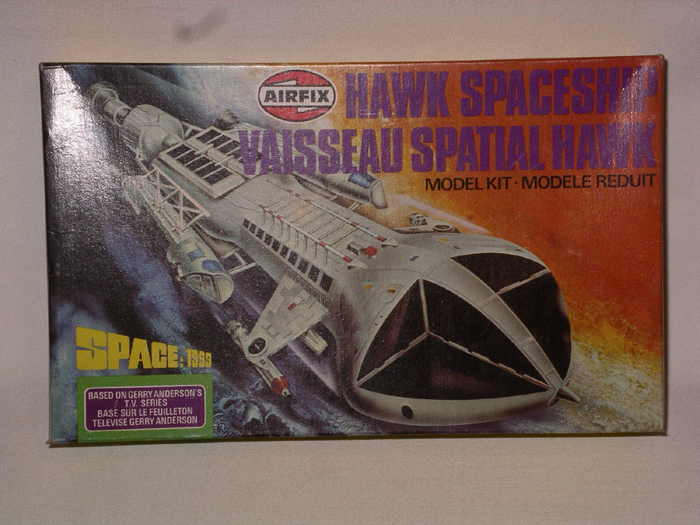 AIRFIX
HAWK SPACESHIP
VAISSEAU SPATIAL HAWK
MODEL KIT · MODELE REDUIT
SPACE: 1999
BASED ON GERRY ANDERSON'S
T.V. SERIES
BASÉ SUR LE FEUILLETON
TELEVISE GERRY ANDERSON